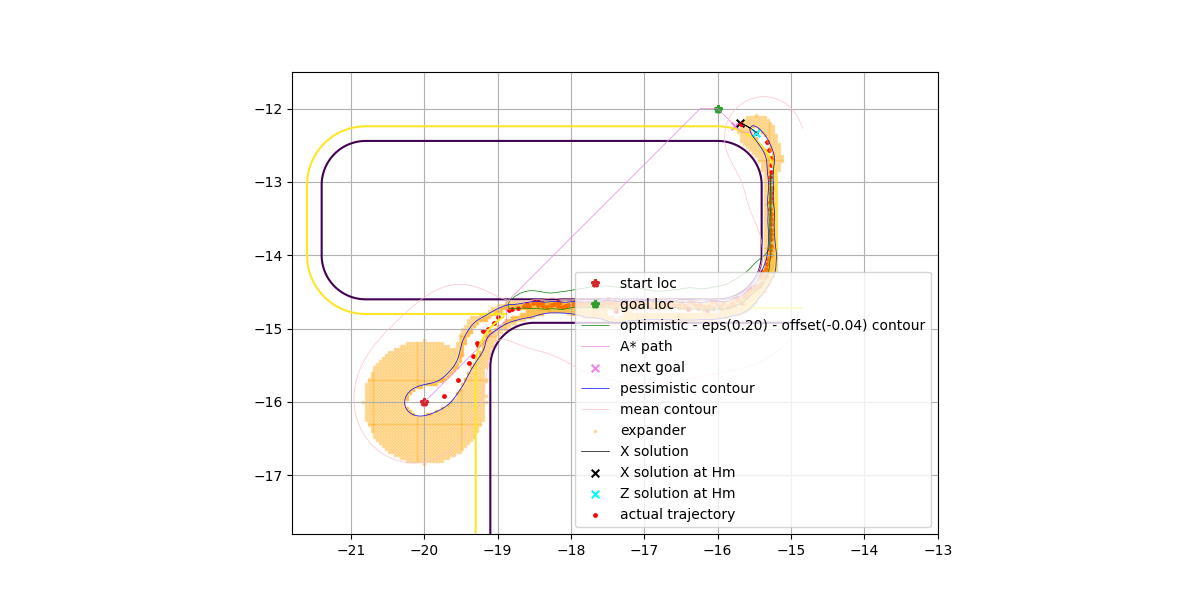 −12
−13
−14
−15
−16
−17
start loc
goal loc
optimistic - eps(0.20) - offset(-0.04) contour
A* path
next goal
pessimistic contour
mean contour
expander
X solution
X solution at Hm
Z solution at Hm
actual trajectory
−21 −20 −19 −18 −17 −16 −15 −14 −13